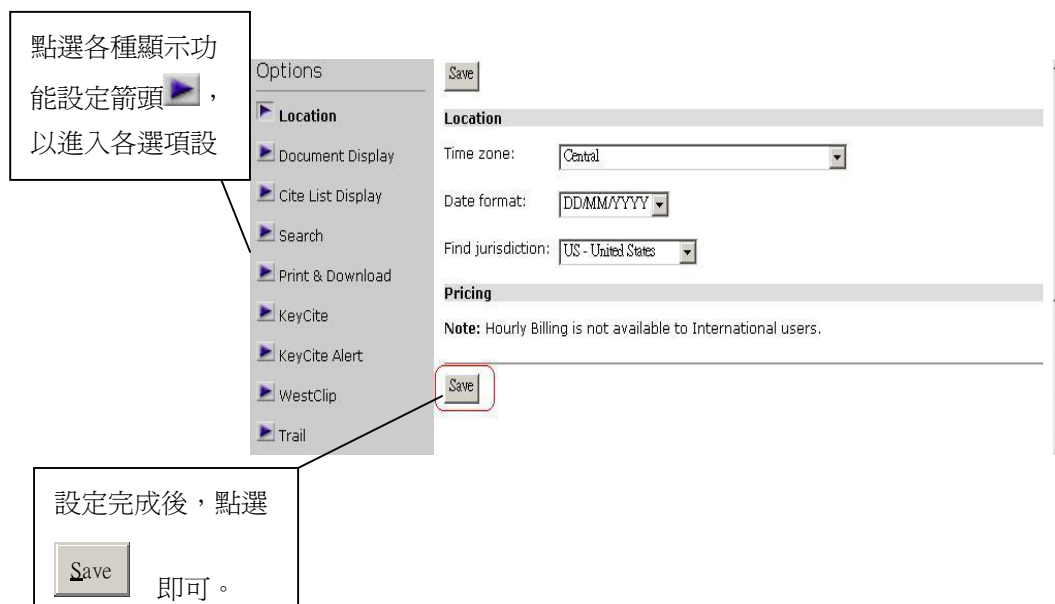 點選各種顯示功
能設定箭頭，
以進入各選項設
Options
Location
Document Display
Cite List Display
Search
Print & Download
KeyCite
KeyCite Alert
WestClip
Trail
Save
Location
Time zone: Central
Date format: DD/MM/YYYY
Find jurisdiction: US - United States
Pricing
Note: Hourly Billing is not available to International users.
Save
設定完成後，點選
Save 即可。